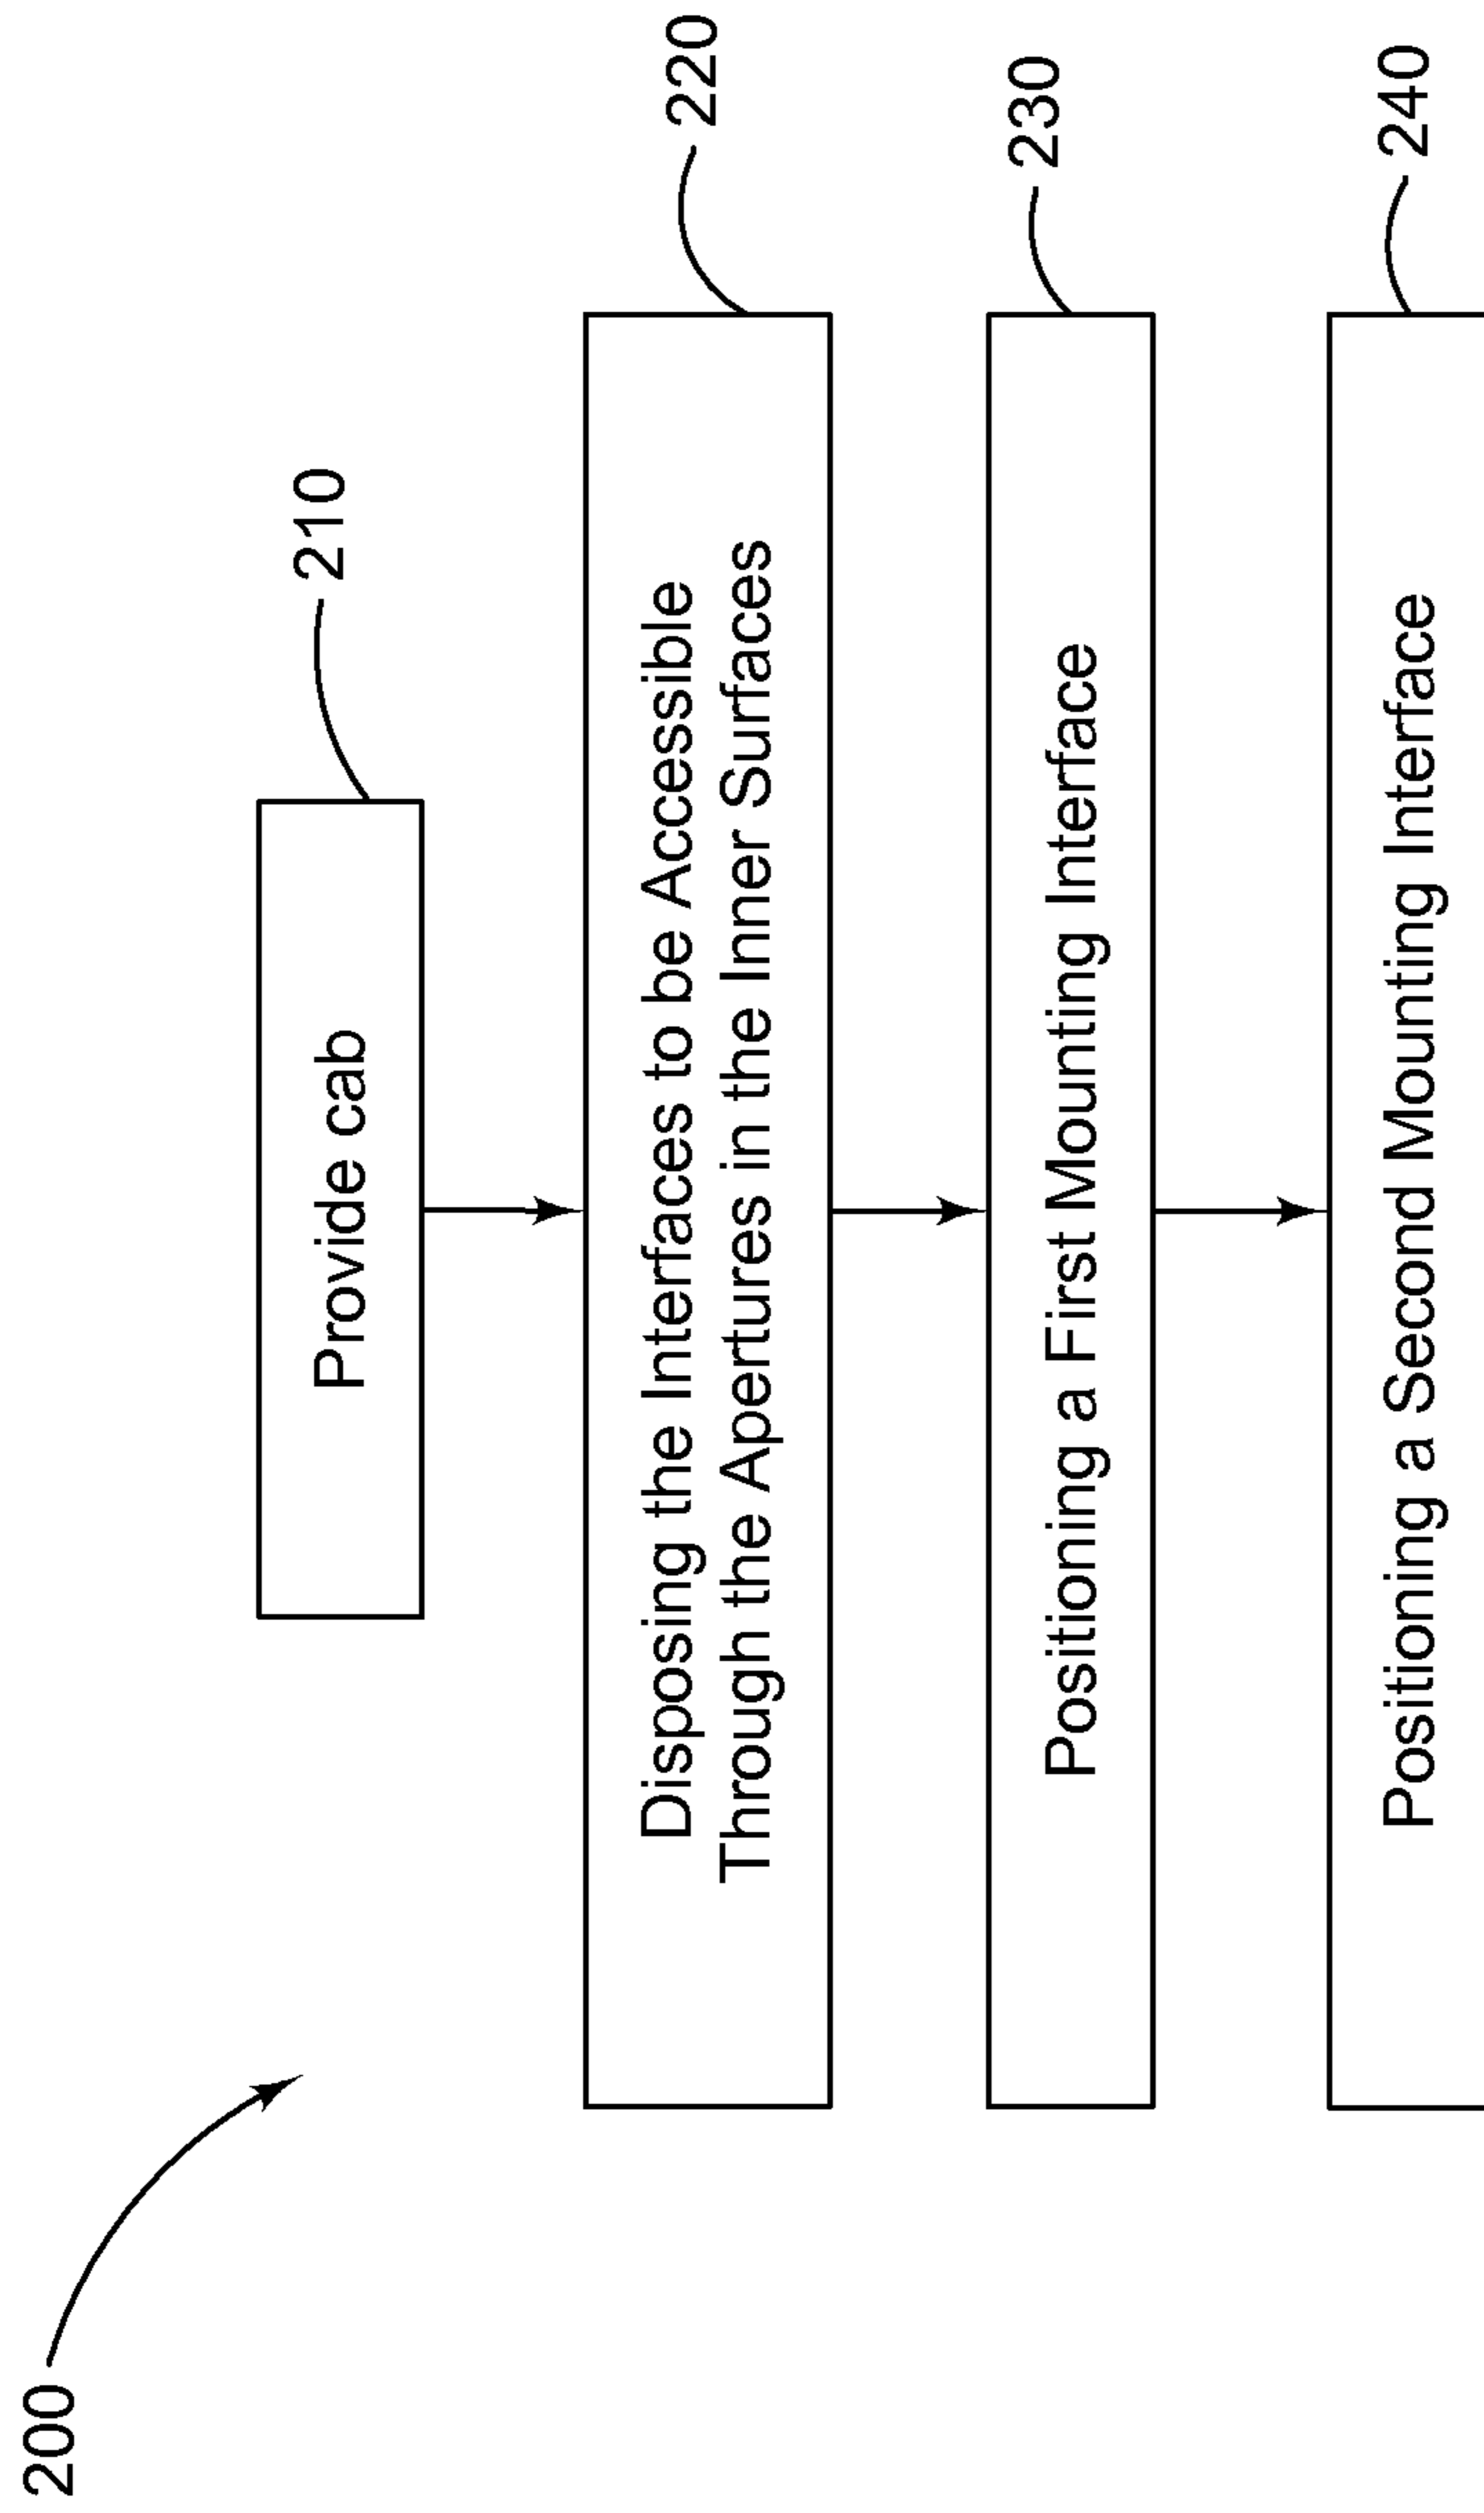 200
210
Provide cab
220
Disposing the Interfaces to be Accessible
Through the Apertures in the Inner Surfaces
230
Positioning a First Mounting Interface
240
Positioning a Second Mounting Interface